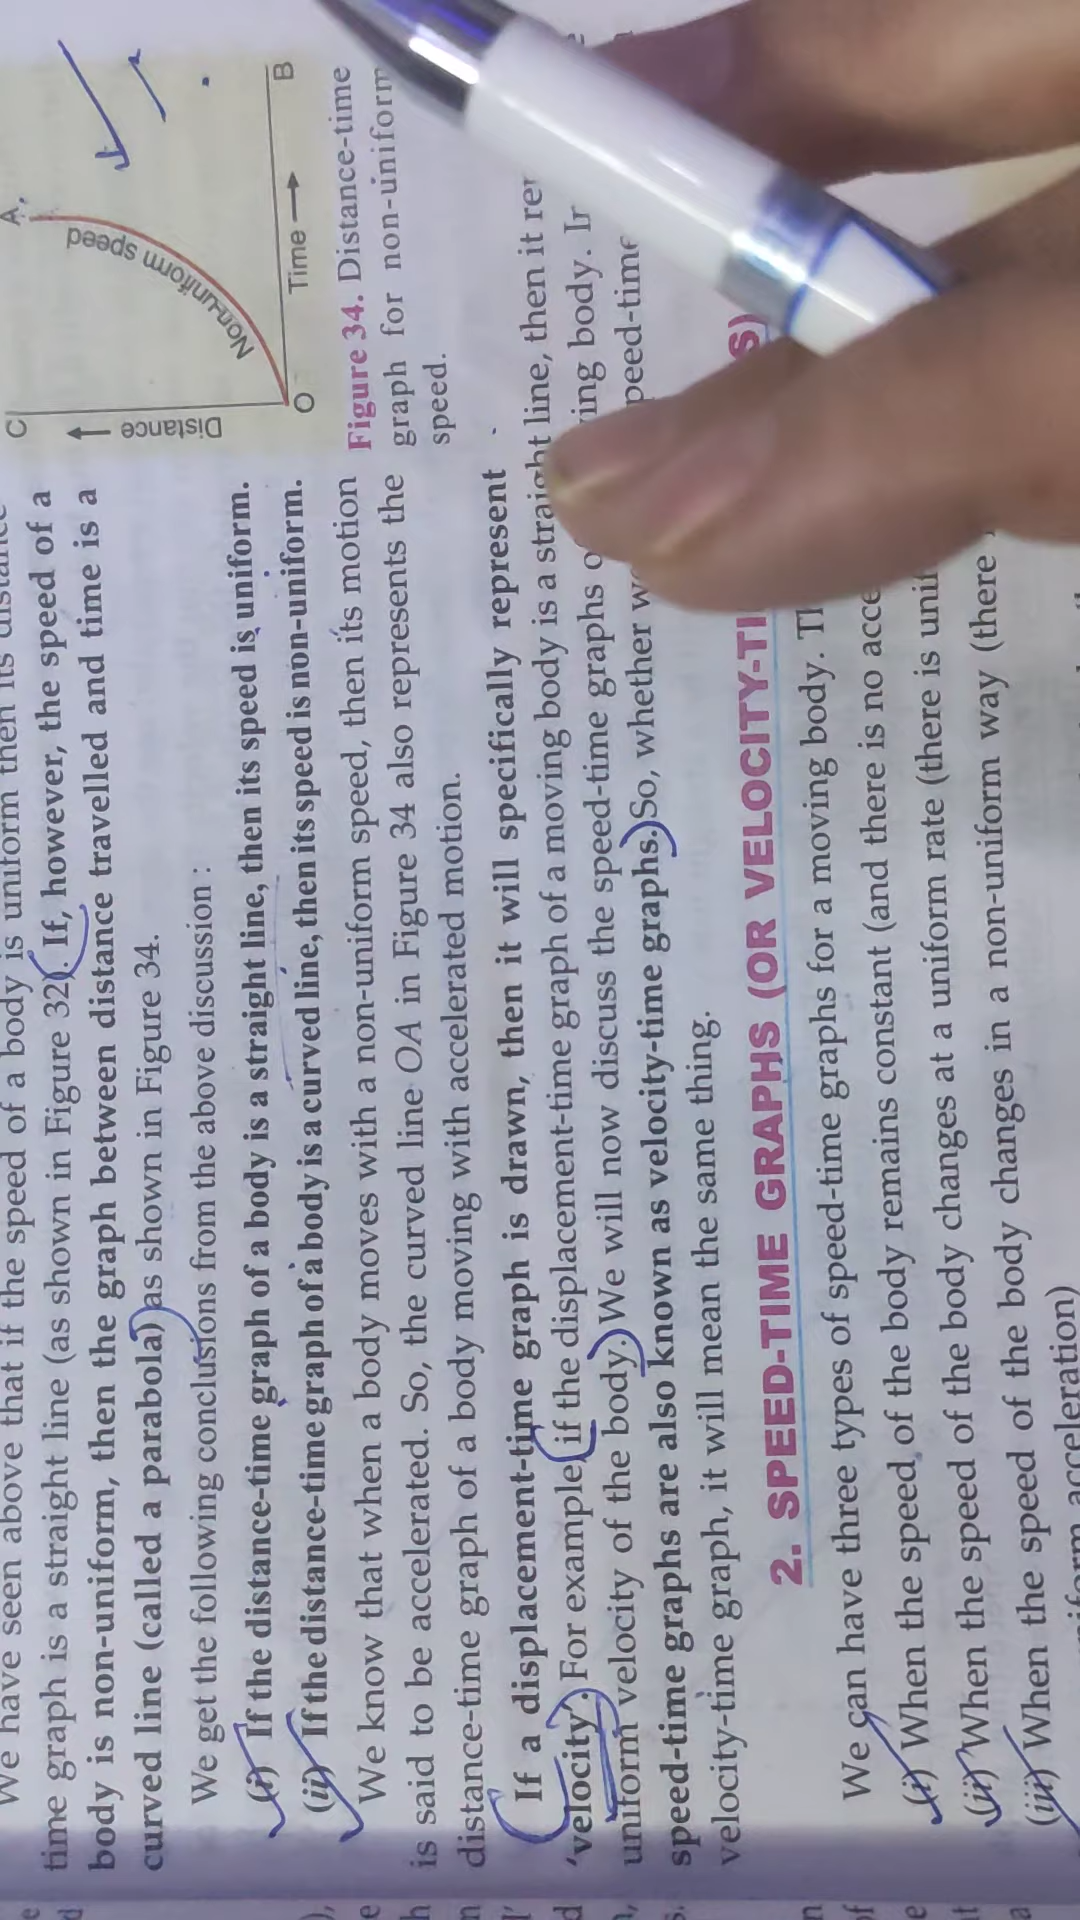 We have seen above that if the speed of a body is uniform then its distance
time graph is a straight line (as shown in Figure 32). If, however, the speed of a
body is non-uniform, then the graph between distance travelled and time is a
curved line (called a parabola) as shown in Figure 34.
We get the following conclusions from the above discussion :
(i) If the distance-time graph of a body is a straight line, then its speed is uniform.
(ii) If the distance-time graph of a body is a curved line, then its speed is non-uniform.
We know that when a body moves with a non-uniform speed, then its motion
is said to be accelerated. So, the curved line OA in Figure 34 also represents the
distance-time graph of a body moving with accelerated motion.
C
A
Distance
Non-uniform speed
O
Time
B
Figure 34. Distance-time
graph for non-uniform
speed.
If a displacement-time graph is drawn, then it will specifically represent
'velocity'. For example, if the displacement-time graph of a moving body is a straight line, then it
uniform velocity of the body. We will now discuss the speed-time graphs body.
speed-time graphs are also known as velocity-time graphs. So, whether
velocity-time graph, it will mean the same thing.
2. SPEED-TIME GRAPHS (OR VELOCITY-
We can have three types of speed-time graphs for a moving body.
(i) When the speed of the body remains constant (and there is no
(ii) When the speed of the body changes at a uniform rate (there is
(iii) When the speed of the body changes in a non-uniform way (there
acceleration)